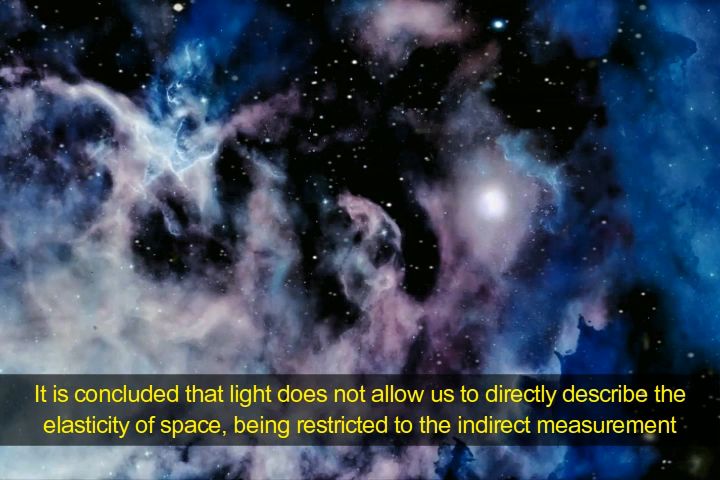 It is concluded that light does not allow us to directly describe the
elasticity of space, being restricted to the indirect measurement